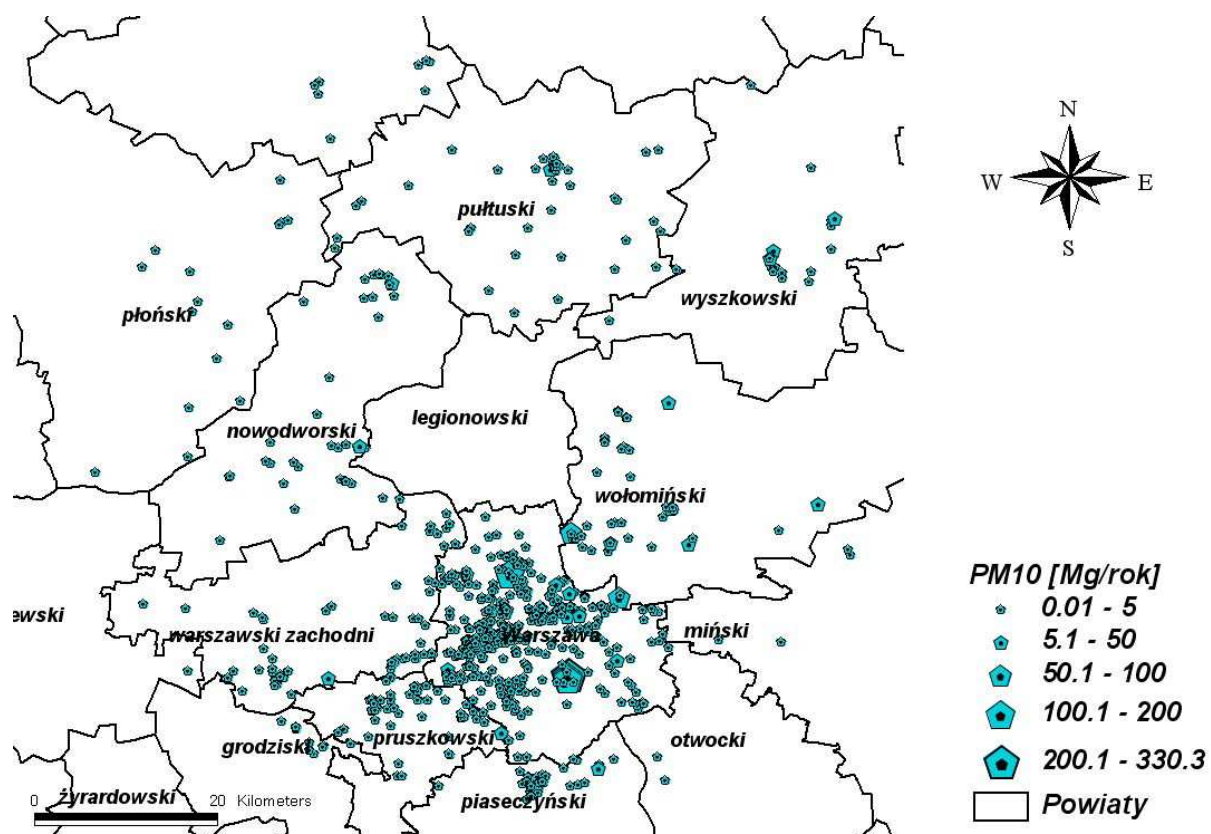 N
W E
S
pułtuski
wyszkowski
płoński
legionowski
nowodworski
wołomiński
PM10 [Mg/rok]
0.01 - 5
ewski
warszawski zachodni
Warszawa
miński
5.1 - 50
50.1 - 100
100.1 - 200
grodziski
pruszkowski
otwocki
200.1 - 330.3
0 20 Kilometers
żyrardowski
piaseczyński
Powiaty